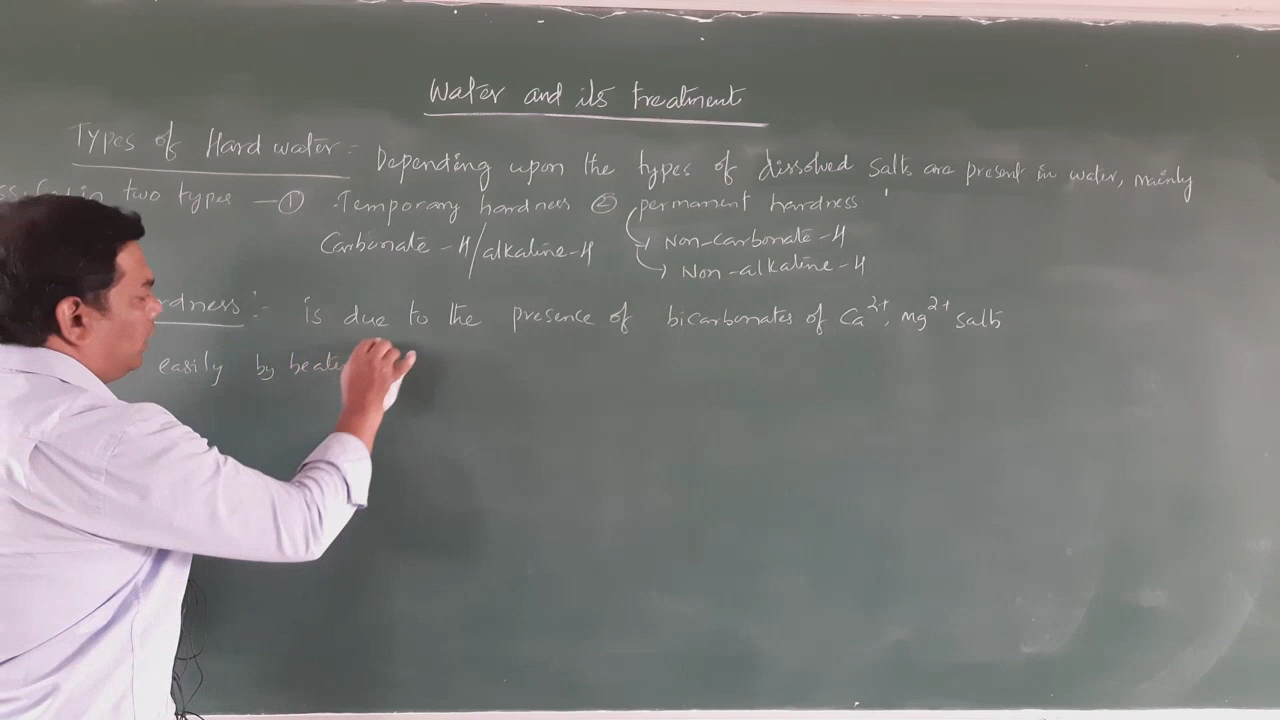 Water and its treatment
Types of Hard water:- Depending upon the types of dissolved salts are present in water, mainly
in two types — ① Temporary hardness ② permanent hardness
Carbonate-H/alkaline-H → Non-carbonate-H
→ Non-alkaline-H
:- is due to the presence of bicarbonates of Ca2+, Mg2+ salts
easily by